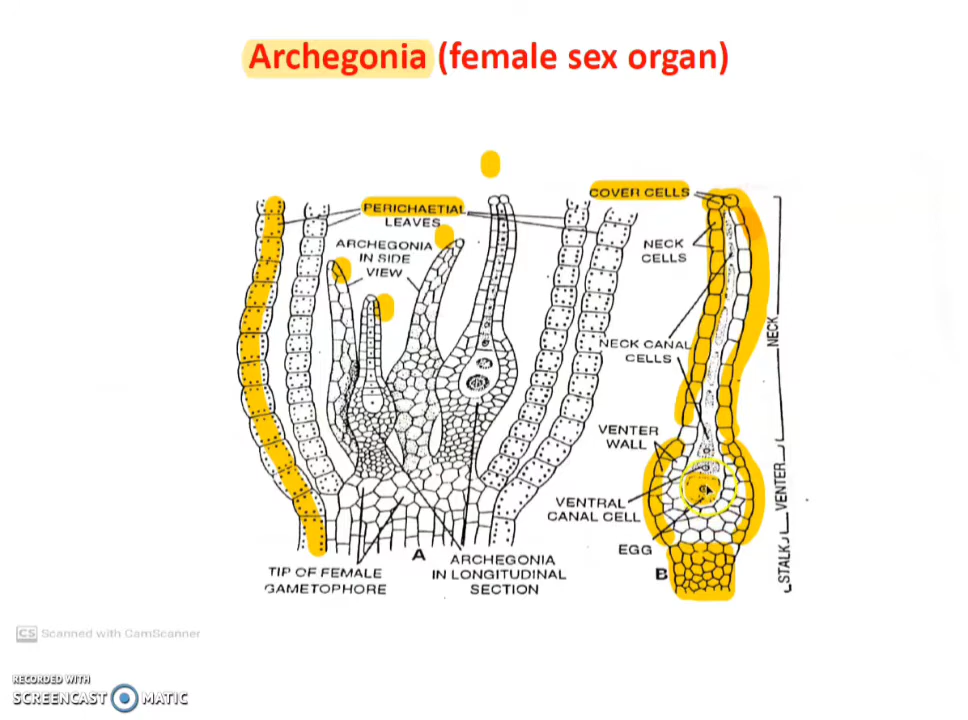 Archegonia (female sex organ)
PERICHAETIAL
LEAVES
ARCHEGONIA
IN SIDE
VIEW
COVER CELLS
NECK
CELLS
NECK CANAL
CELLS
NECK
VENTER
WALL
VENTRAL
CANAL CELL
EGG
VENTER
STALK
A
B
TIP OF FEMALE
GAMETOPHORE
ARCHEGONIA
IN LONGITUDINAL
SECTION
CS Scanned with CamScanner
RECORDED WITH
SCREENCAST MATIC